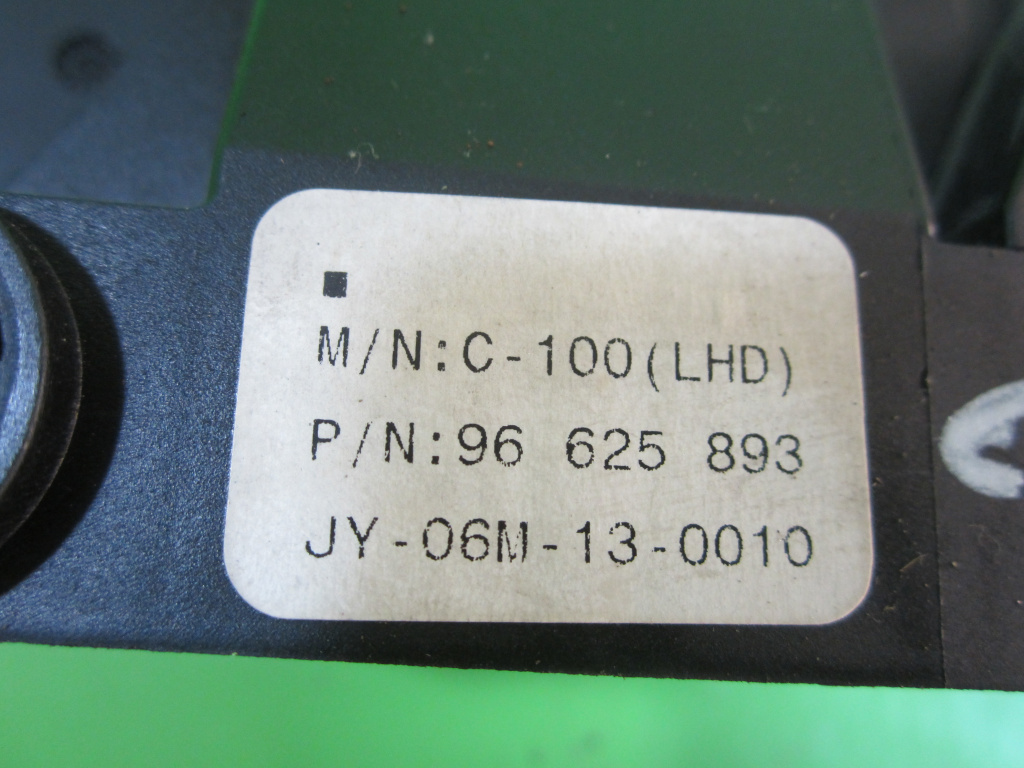 M/N:C-100(LHD)
P/N:96 625 893
JY-06M-13-0010